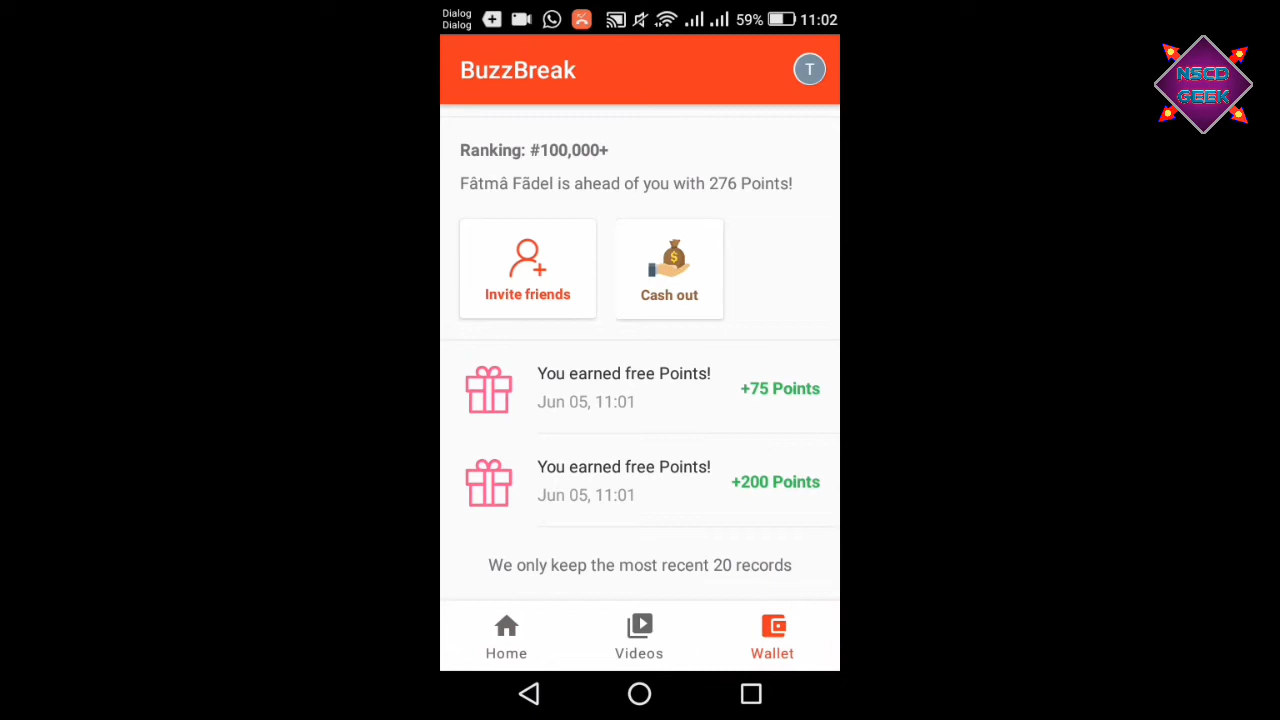 Dialog
Dialog
59%
11:02
BuzzBreak
T
NSCD
GEEK
Ranking: #100,000+
Fâtmâ Fãdel is ahead of you with 276 Points!
Invite friends
Cash out
You earned free Points!
Jun 05, 11:01
+75 Points
You earned free Points!
Jun 05, 11:01
+200 Points
We only keep the most recent 20 records
Home
Videos
Wallet